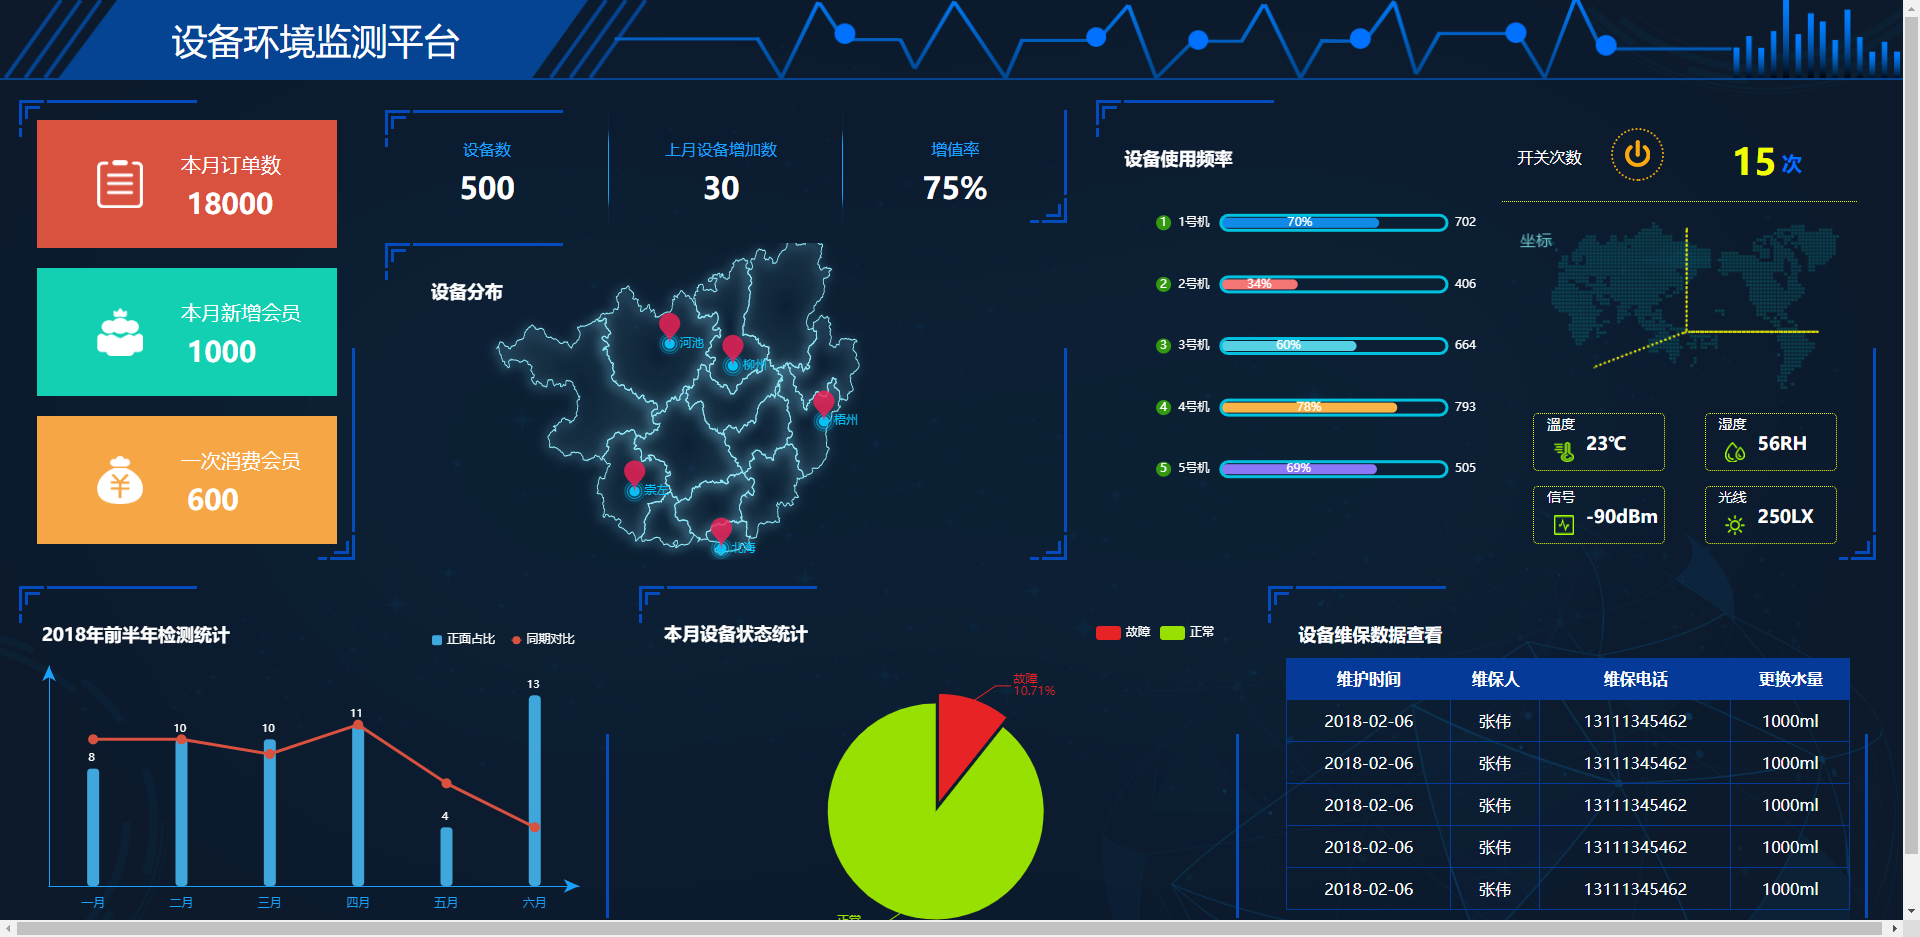 设备环境监测平台
本月订单数
18000
本月新增会员
1000
一次消费会员
600
设备数
500
上月设备增加数
30
增值率
75%
设备分布
河池
柳州
梧州
崇左
北海
设备使用频率
1 1号机 70% 702
2 2号机 34% 406
3 3号机 60% 664
4 4号机 78% 793
5 5号机 69% 505
开关次数
15 次
坐标
温度
23℃
湿度
56RH
信号
-90dBm
光线
250LX
2018年前半年检测统计
正面占比 同期对比
8
10
10
11
4
13
一月 二月 三月 四月 五月 六月
本月设备状态统计
故障 正常
故障
10.71%
正常
设备维保数据查看
维护时间 维保人 维保电话 更换水量
2018-02-06 张伟 13111345462 1000ml
2018-02-06 张伟 13111345462 1000ml
2018-02-06 张伟 13111345462 1000ml
2018-02-06 张伟 13111345462 1000ml
2018-02-06 张伟 13111345462 1000ml